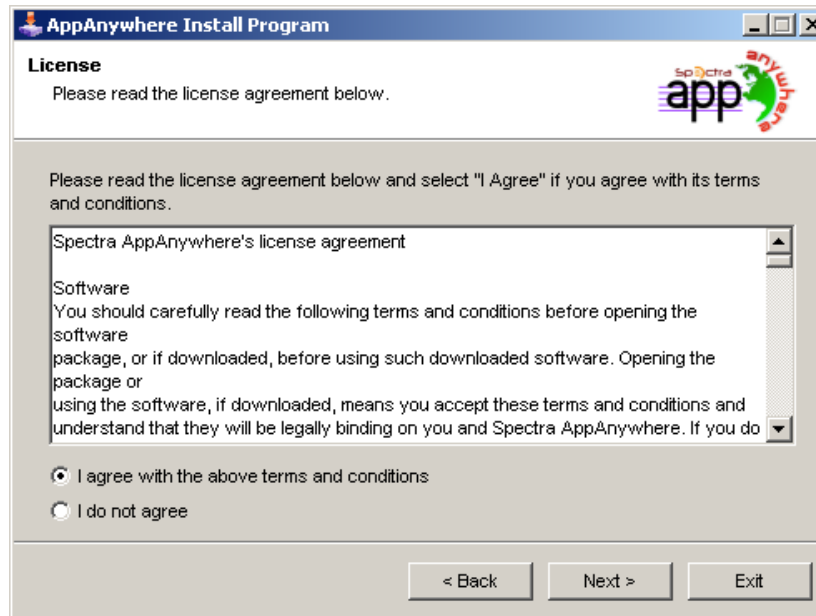 AppAnywhere Install Program
License
Please read the license agreement below.
Spectra
app
anywhere
Please read the license agreement below and select "I Agree" if you agree with its terms
and conditions.
Spectra AppAnywhere's license agreement
Software
You should carefully read the following terms and conditions before opening the
software
package, or if downloaded, before using such downloaded software. Opening the
package or
using the software, if downloaded, means you accept these terms and conditions and
understand that they will be legally binding on you and Spectra AppAnywhere. If you do
I agree with the above terms and conditions
I do not agree
< Back
Next >
Exit